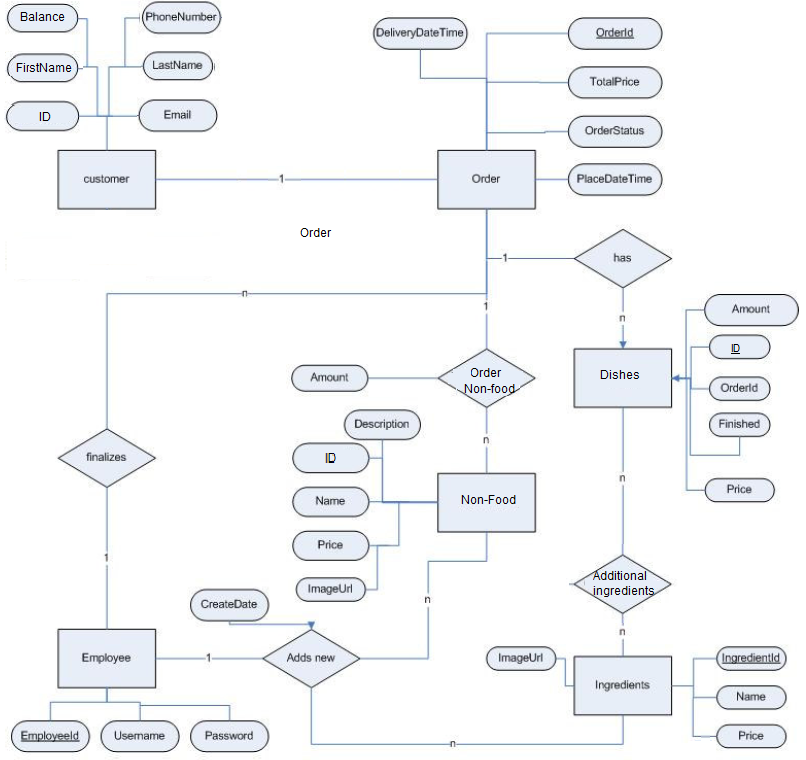 Balance
PhoneNumber
DeliveryDateTime
OrderId
FirstName
LastName
TotalPrice
ID
Email
OrderStatus
customer
1
Order
PlaceDateTime
Order
1
has
n
1
n
Amount
ID
Amount
Order
Non-food
Dishes
OrderId
Description
Finished
n
finalizes
ID
n
Name
Non-Food
Price
Price
1
ImageUrl
Additional
ingredients
CreateDate
n
n
Employee
1
Adds new
ImageUrl
Ingredients
IngredientId
Name
EmployeeId
Username
Password
Price
n